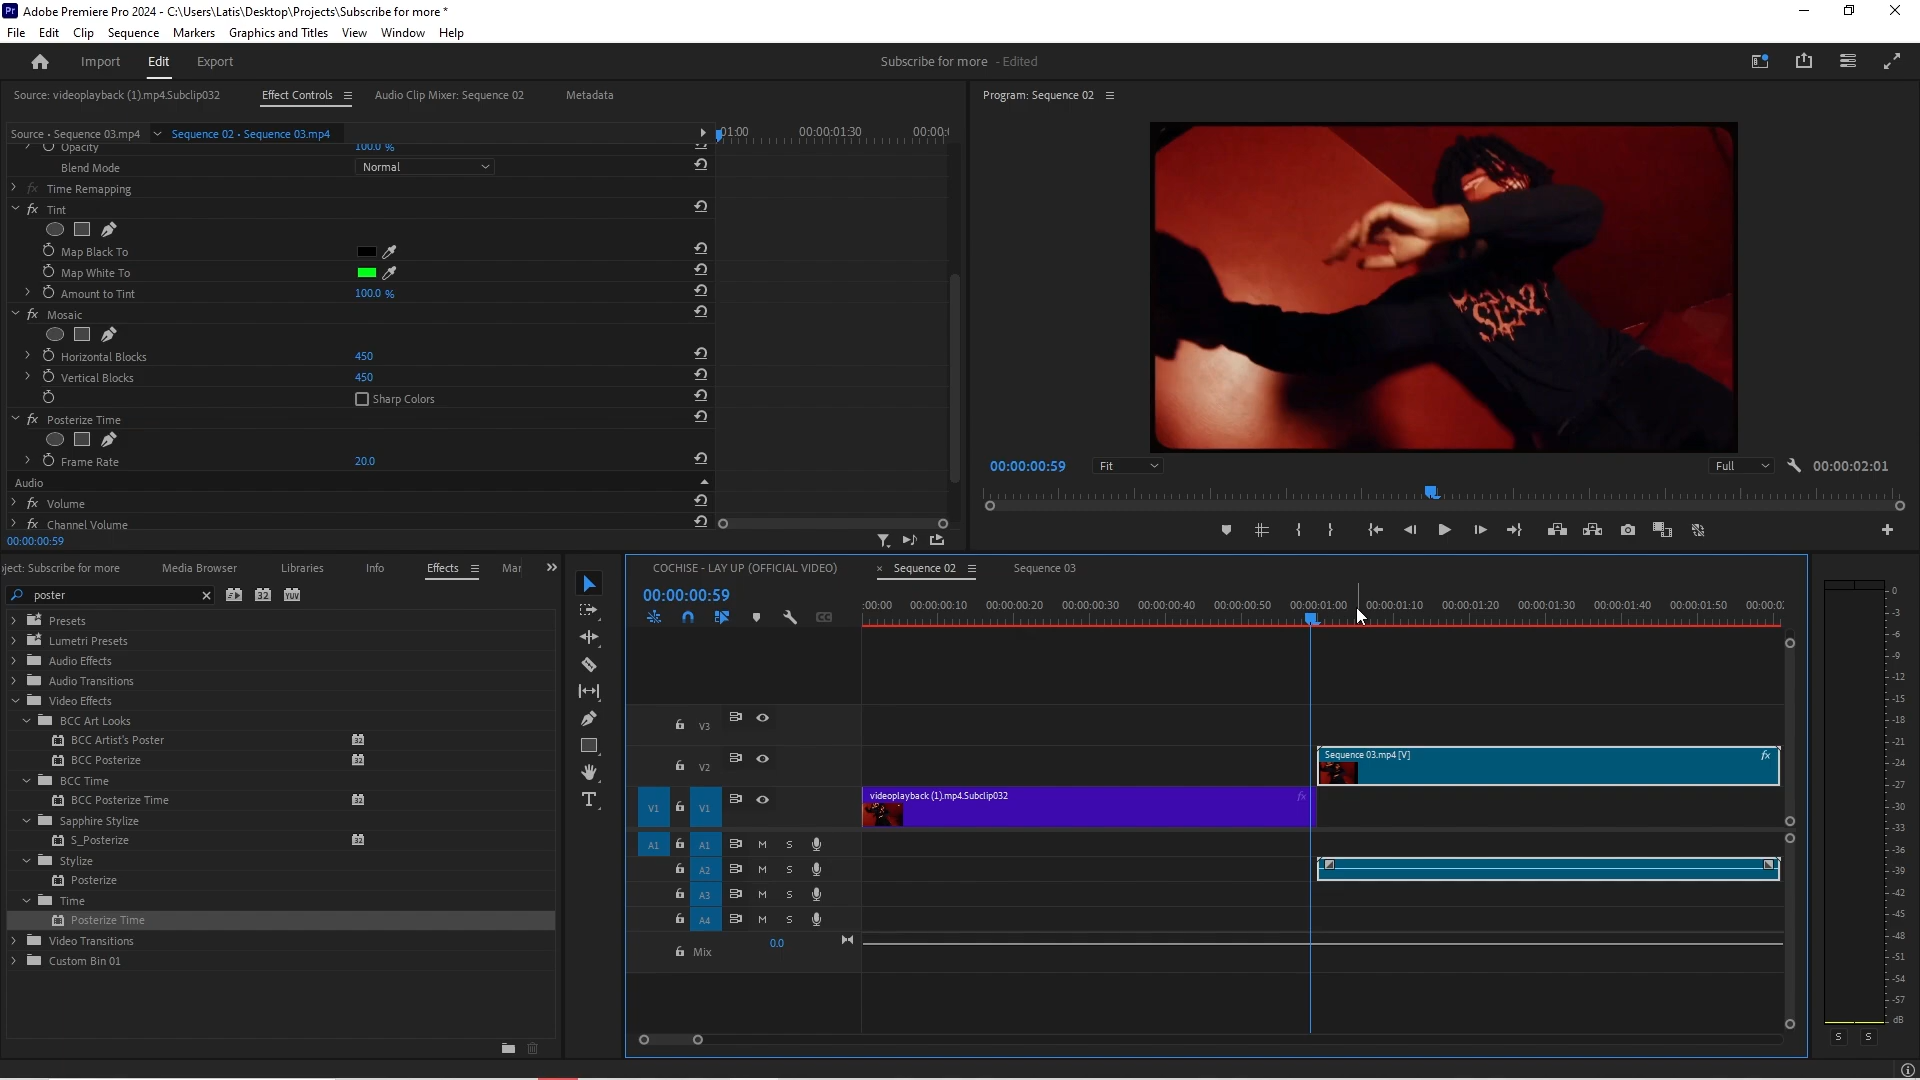 Adobe Premiere Pro 2024 - C:\Users\Latis\Desktop\Projects\Subscribe for more *
File Edit Clip Sequence Markers Graphics and Titles View Window Help
Import Edit Export
Subscribe for more - Edited
Source: videoplayback (1).mp4.Subclip032 Effect Controls Audio Clip Mixer: Sequence 02 Metadata
Program: Sequence 02
Source • Sequence 03.mp4 Sequence 02 • Sequence 03.mp4
01:00 00:00:01:30 00:00:
Opacity 100.0 %
Blend Mode Normal
fx Time Remapping
fx Tint
Map Black To
Map White To
Amount to Tint 100.0 %
fx Mosaic
Horizontal Blocks 450
Vertical Blocks 450
Sharp Colors
fx Posterize Time
Frame Rate 20.0
Audio
fx Volume
fx Channel Volume
00:00:00:59
00:00:00:59 Fit Full 00:00:02:01
ject: Subscribe for more Media Browser Libraries Info Effects Mar
poster
Presets
Lumetri Presets
Audio Effects
Audio Transitions
Video Effects
BCC Art Looks
BCC Artist's Poster
BCC Posterize
BCC Time
BCC Posterize Time
Sapphire Stylize
S_Posterize
Stylize
Posterize
Time
Posterize Time
Video Transitions
Custom Bin 01
COCHISE - LAY UP (OFFICIAL VIDEO) × Sequence 02 Sequence 03
00:00:00:59
:00:00 00:00:00:10 00:00:00:20 00:00:00:30 00:00:00:40 00:00:00:50 00:00:01:00 00:00:01:10 00:00:01:20 00:00:01:30 00:00:01:40 00:00:01:50 00:00:0
V3
V2
Sequence 03.mp4 [V] fx
V1 V1
videoplayback (1).mp4.Subclip032 fx
A1 A1 M S
A2 M S
A3 M S
A4 M S
Mix 0.0
0
-3
-6
-9
-12
-15
-18
-21
-24
-27
-30
-33
-36
-39
-42
-45
-48
-51
-54
-57
dB
S S